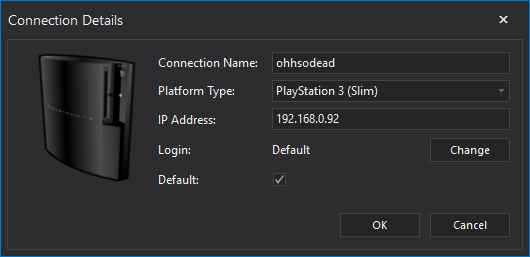 Connection Details
Connection Name: ohhsodead
Platform Type: PlayStation 3 (Slim)
IP Address: 192.168.0.92
Login: Default Change
Default:
OK Cancel